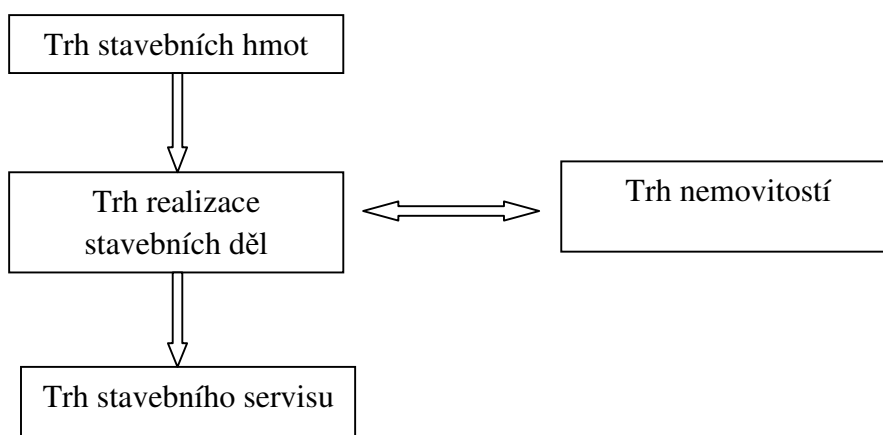 Trh stavebních hmot
Trh realizace
stavebních děl
Trh nemovitostí
Trh stavebního servisu